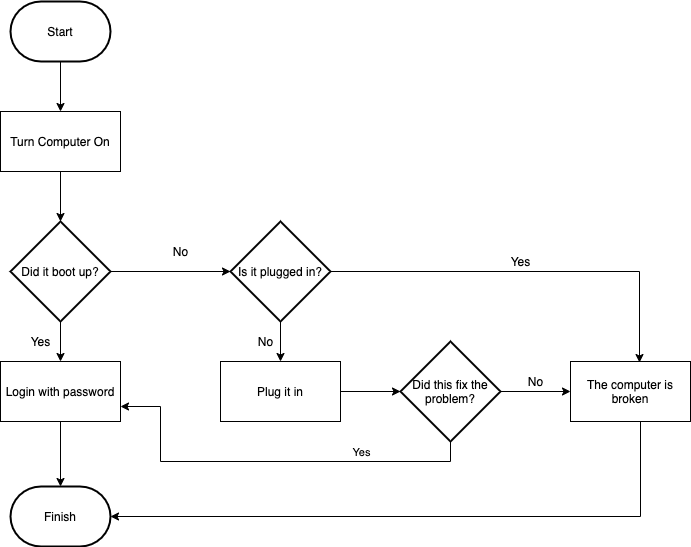 Start
Turn Computer On
Did it boot up?
No
Is it plugged in?
Yes
Yes
No
Login with password
Plug it in
Did this fix the
problem?
No
The computer is
broken
Yes
Finish